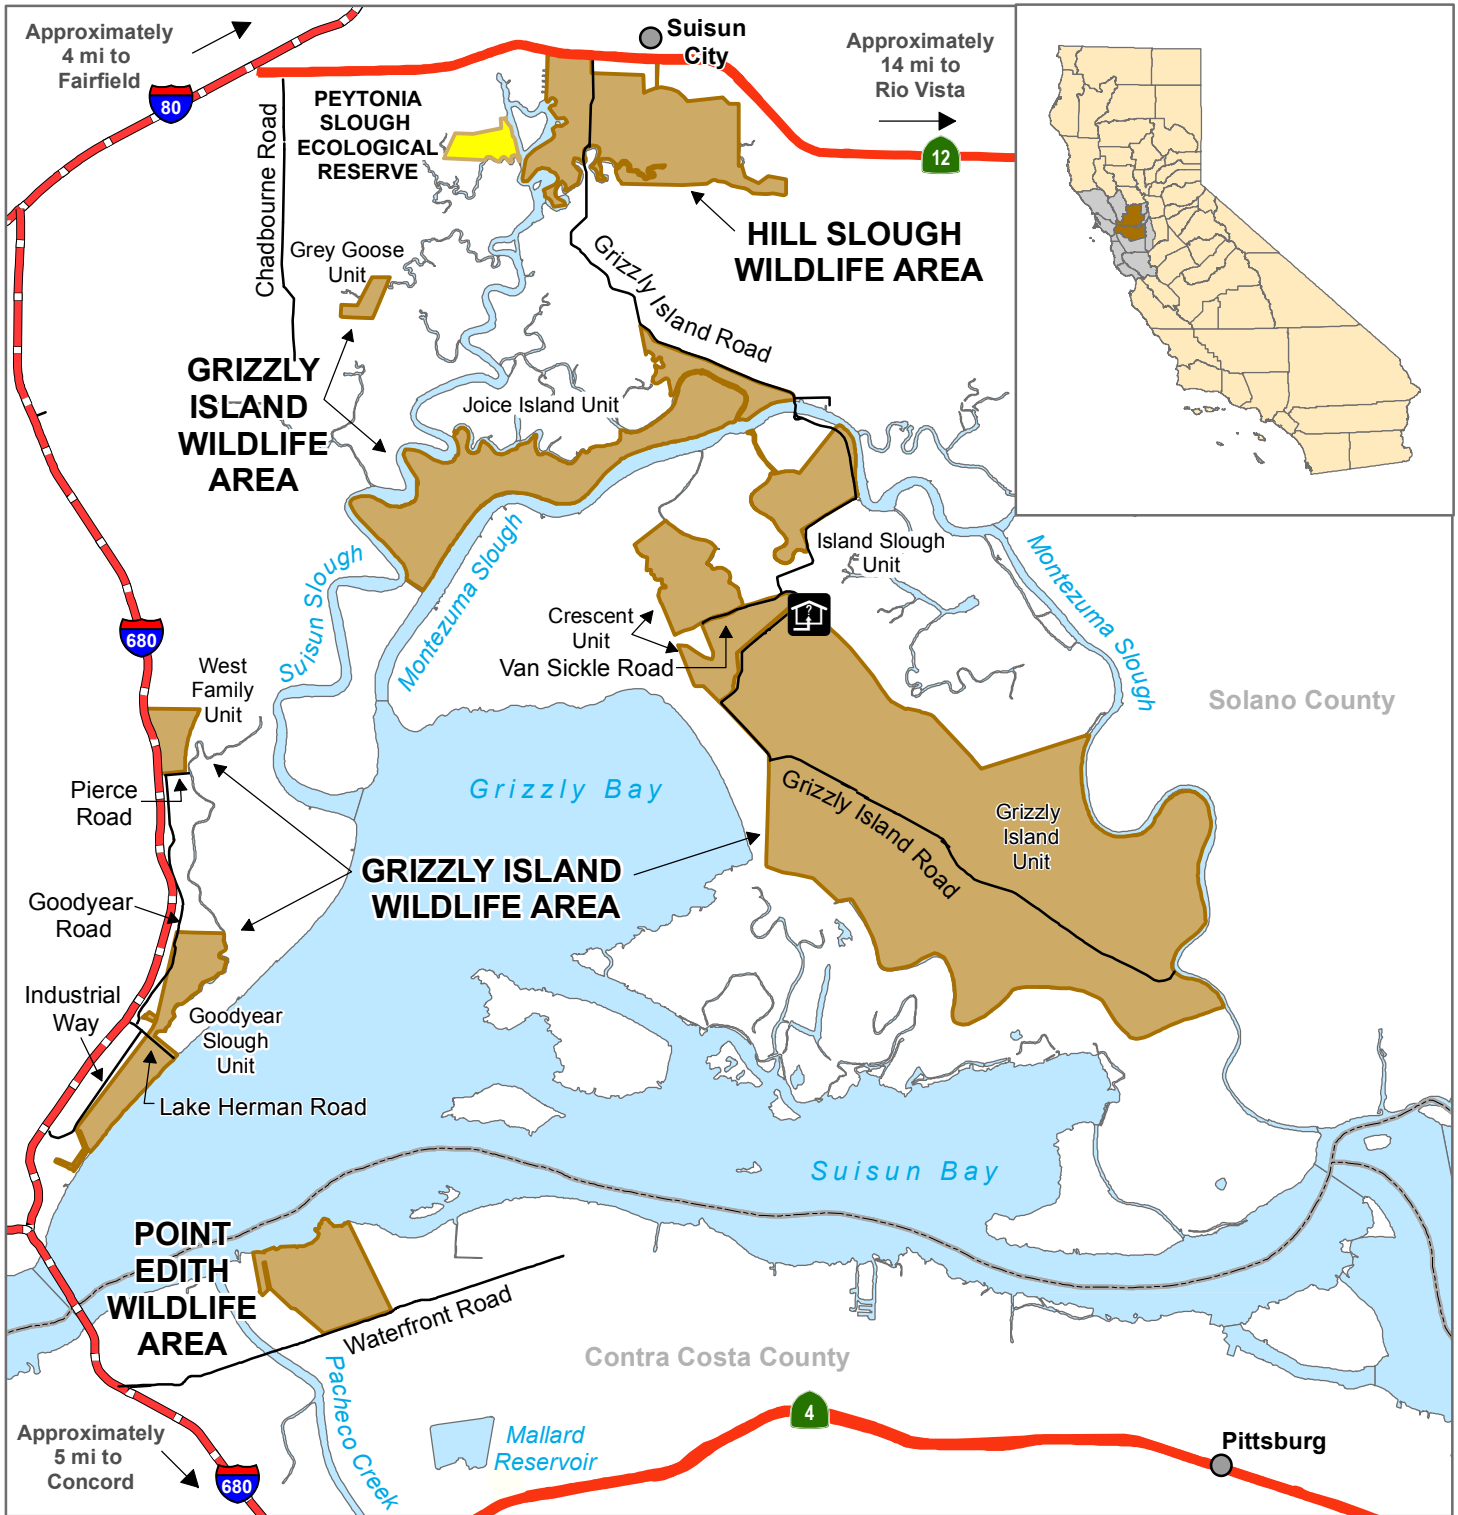 Approximately
4 mi to
Fairfield
80
Suisun
City
Approximately
14 mi to
Rio Vista
12
Chadbourne Road
PEYTONIA
SLOUGH
ECOLOGICAL
RESERVE
HILL SLOUGH
WILDLIFE AREA
Grey Goose
Unit
Grizzly Island Road
GRIZZLY
ISLAND
WILDLIFE
AREA
Joice Island Unit
Suisun Slough
Montezuma Slough
Island Slough
Unit
Montezuma Slough
Crescent
Unit
Van Sickle Road
?
680
West
Family
Unit
Solano County
Pierce
Road
Grizzly Bay
Grizzly Island Road
Grizzly
Island
Unit
GRIZZLY ISLAND
WILDLIFE AREA
Goodyear
Road
Industrial
Way
Goodyear
Slough
Unit
Lake Herman Road
Suisun Bay
POINT
EDITH
WILDLIFE
AREA
Waterfront Road
Contra Costa County
Pacheco Creek
4
Mallard
Reservoir
Pittsburg
Approximately
5 mi to
Concord
680